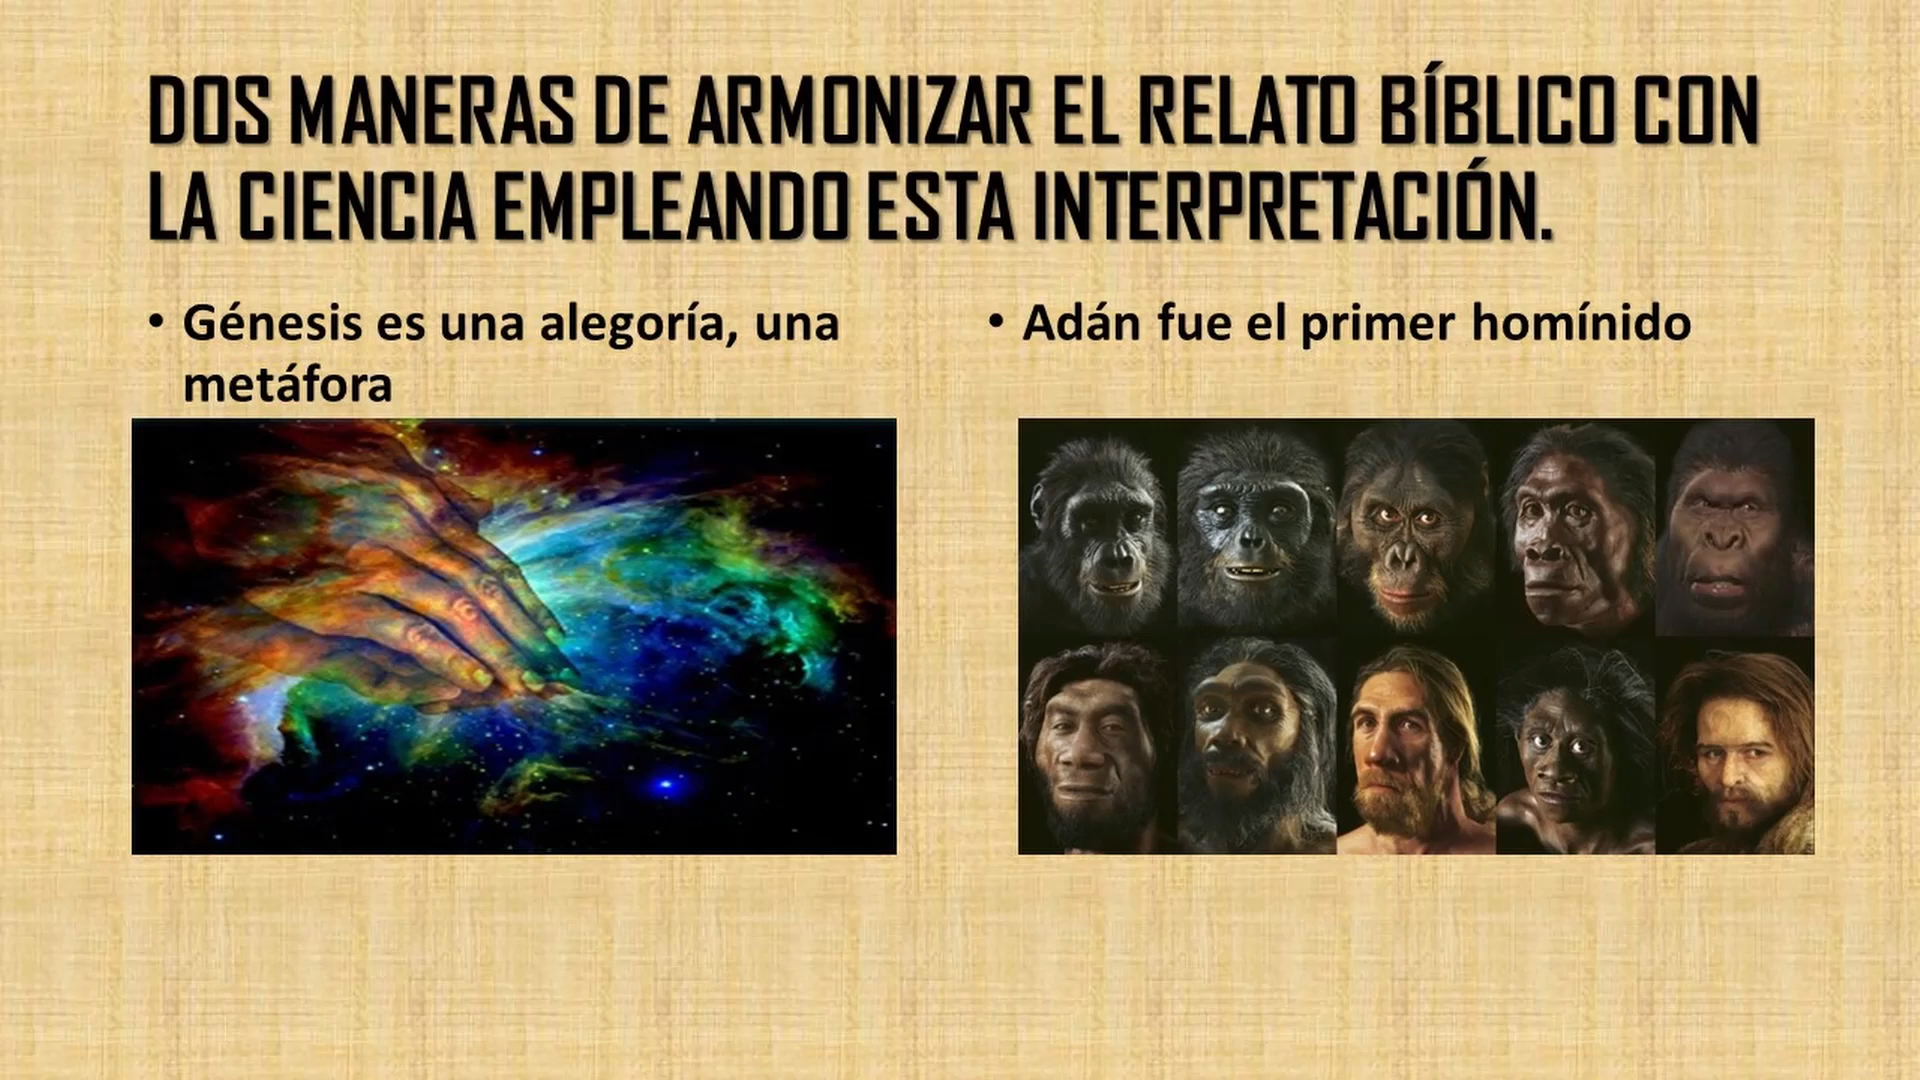 DOS MANERAS DE ARMONIZAR EL RELATO BÍBLICO CON
LA CIENCIA EMPLEANDO ESTA INTERPRETACIÓN.
• Génesis es una alegoría, una
metáfora
• Adán fue el primer homínido